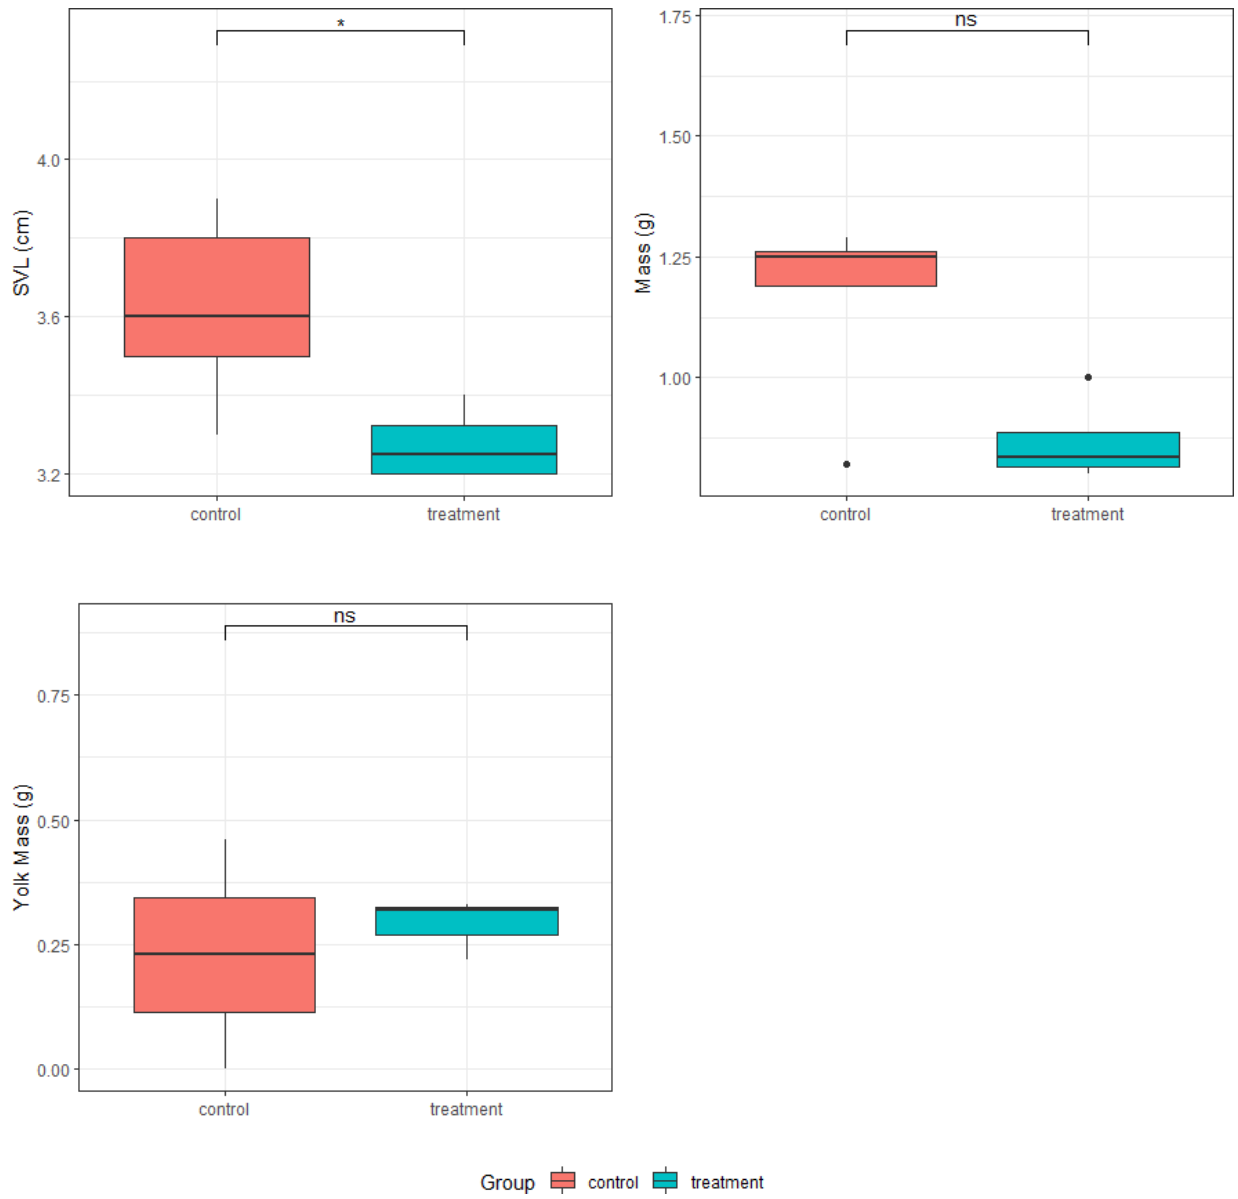 *
SVL (cm)
4.0
3.6
3.2
control treatment
ns
Mass (g)
1.75
1.50
1.25
1.00
control treatment
ns
Yolk Mass (g)
0.75
0.50
0.25
0.00
control treatment
Group control treatment